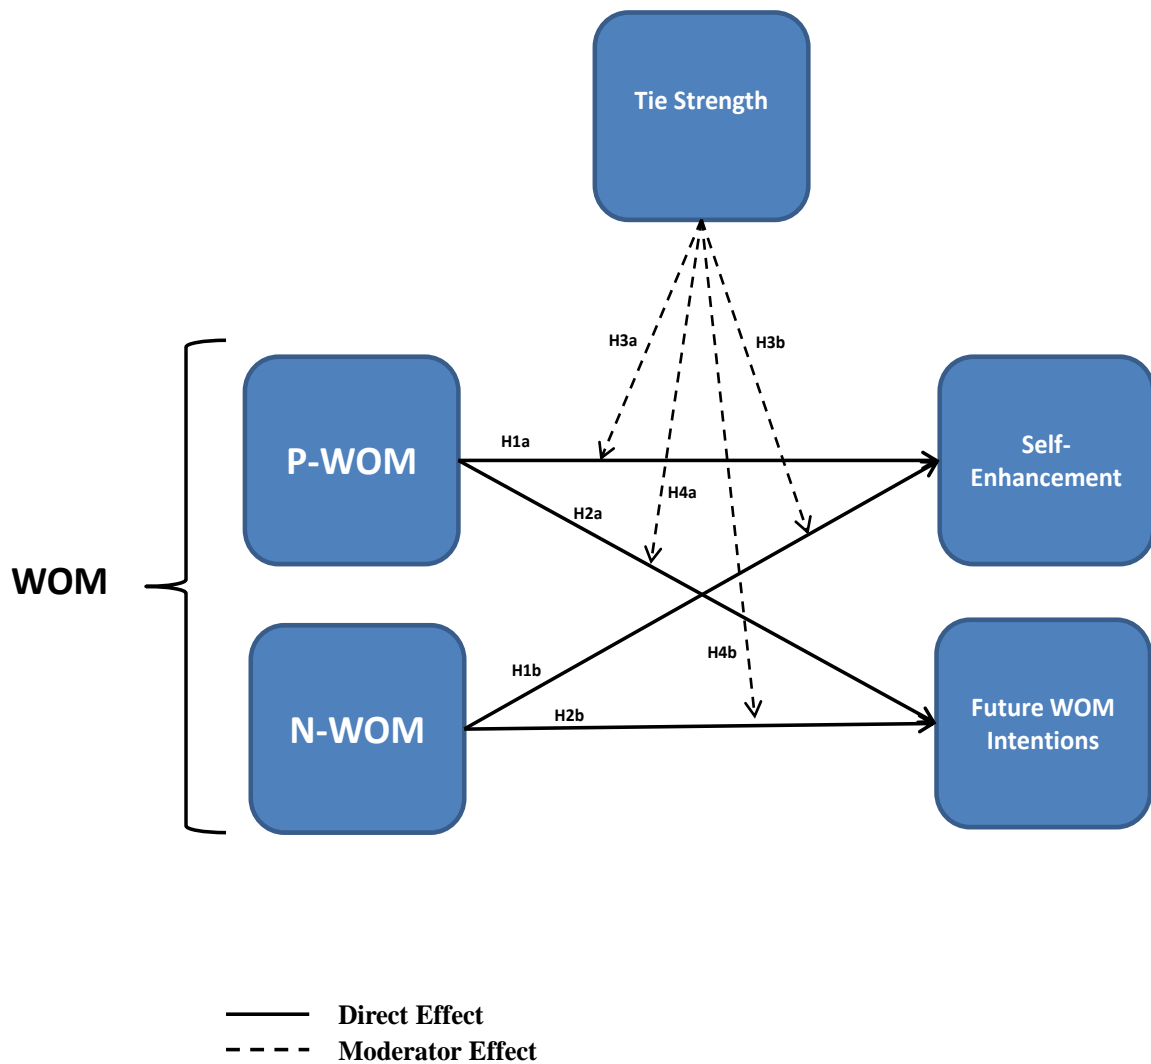 Tie Strength
H3a
H3b
P-WOM
H1a
Self-
Enhancement
H4a
H2a
WOM
N-WOM
H1b
H4b
H2b
Future WOM
Intentions
Direct Effect
Moderator Effect